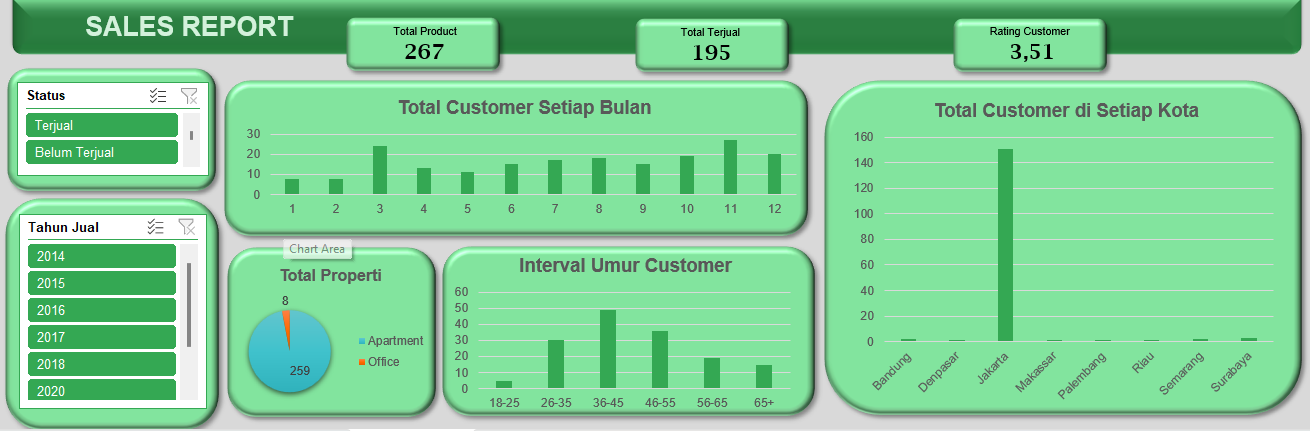 SALES REPORT
Total Product
267
Total Terjual
195
Rating Customer
3,51
Status
Terjual
Belum Terjual
Tahun Jual
2014
2015
2016
2017
2018
2020
Total Customer Setiap Bulan
30
20
10
0
1 2 3 4 5 6 7 8 9 10 11 12
Chart Area
Total Properti
8
259
Apartment
Office
Interval Umur Customer
60
50
40
30
20
10
0
18-25 26-35 36-45 46-55 56-65 65+
Total Customer di Setiap Kota
160
140
120
100
80
60
40
20
0
Bandung Denpasar Jakarta Makassar Palembang Riau Semarang Surabaya